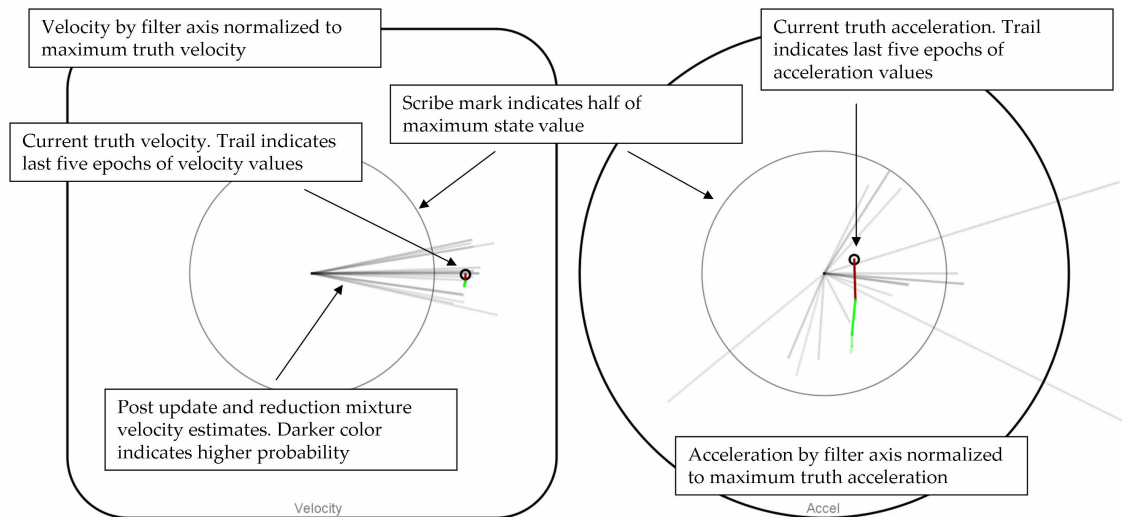 Velocity by filter axis normalized to
maximum truth velocity
Current truth acceleration. Trail
indicates last five epochs of
acceleration values
Scribe mark indicates half of
maximum state value
Current truth velocity. Trail indicates
last five epochs of velocity values
Post update and reduction mixture
velocity estimates. Darker color
indicates higher probability
Acceleration by filter axis normalized
to maximum truth acceleration
Velocity
Accel